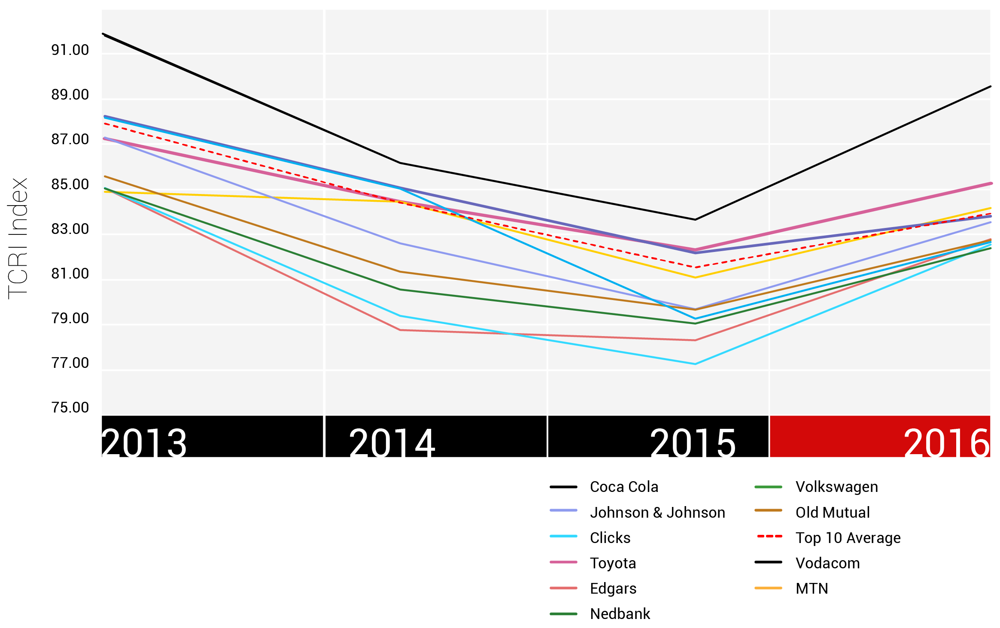 TCRI Index
91.00
89.00
87.00
85.00
83.00
81.00
79.00
77.00
75.00
2013 2014 2015 2016
Coca Cola
Johnson & Johnson
Clicks
Toyota
Edgars
Nedbank
Volkswagen
Old Mutual
Top 10 Average
Vodacom
MTN